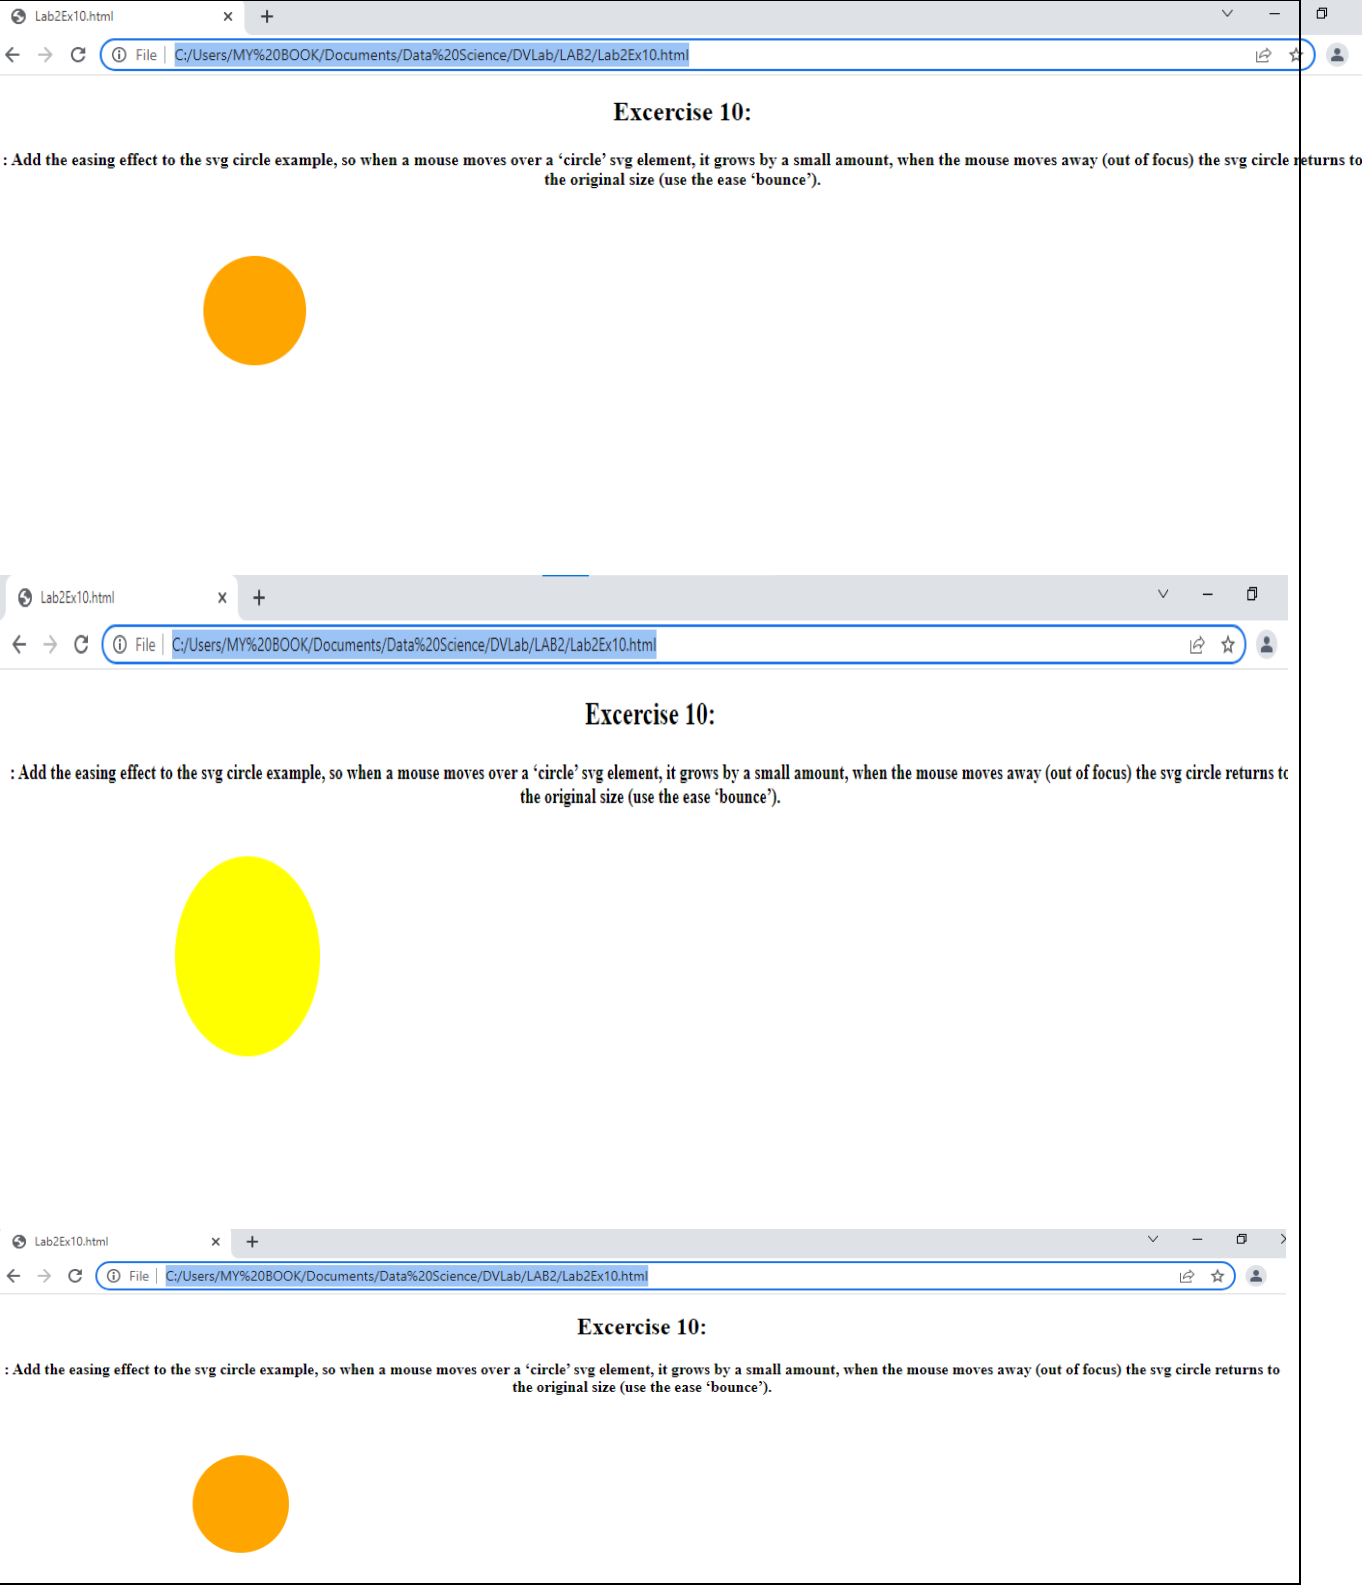 Lab2Ex10.html
File C:/Users/MY%20BOOK/Documents/Data%20Science/DVLab/LAB2/Lab2Ex10.html
Excercise 10:
: Add the easing effect to the svg circle example, so when a mouse moves over a ‘circle’ svg element, it grows by a small amount, when the mouse moves away (out of focus) the svg circle returns to
the original size (use the ease ‘bounce’).
Lab2Ex10.html
File C:/Users/MY%20BOOK/Documents/Data%20Science/DVLab/LAB2/Lab2Ex10.html
Excercise 10:
: Add the easing effect to the svg circle example, so when a mouse moves over a ‘circle’ svg element, it grows by a small amount, when the mouse moves away (out of focus) the svg circle returns to
the original size (use the ease ‘bounce’).
Lab2Ex10.html
File C:/Users/MY%20BOOK/Documents/Data%20Science/DVLab/LAB2/Lab2Ex10.html
Excercise 10:
: Add the easing effect to the svg circle example, so when a mouse moves over a ‘circle’ svg element, it grows by a small amount, when the mouse moves away (out of focus) the svg circle returns to
the original size (use the ease ‘bounce’).